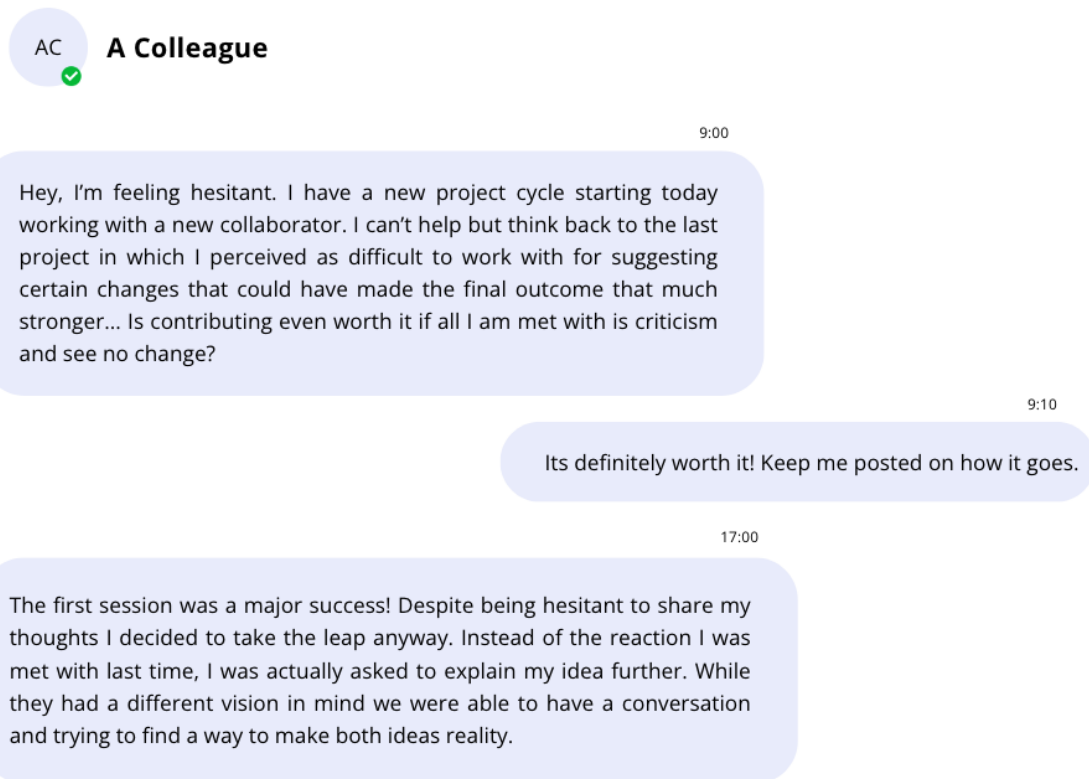 AC
A Colleague
9:00
Hey, I'm feeling hesitant. I have a new project cycle starting today
working with a new collaborator. I can't help but think back to the last
project in which I perceived as difficult to work with for suggesting
certain changes that could have made the final outcome that much
stronger... Is contributing even worth it if all I am met with is criticism
and see no change?
9:10
Its definitely worth it! Keep me posted on how it goes.
17:00
The first session was a major success! Despite being hesitant to share my
thoughts I decided to take the leap anyway. Instead of the reaction I was
met with last time, I was actually asked to explain my idea further. While
they had a different vision in mind we were able to have a conversation
and trying to find a way to make both ideas reality.